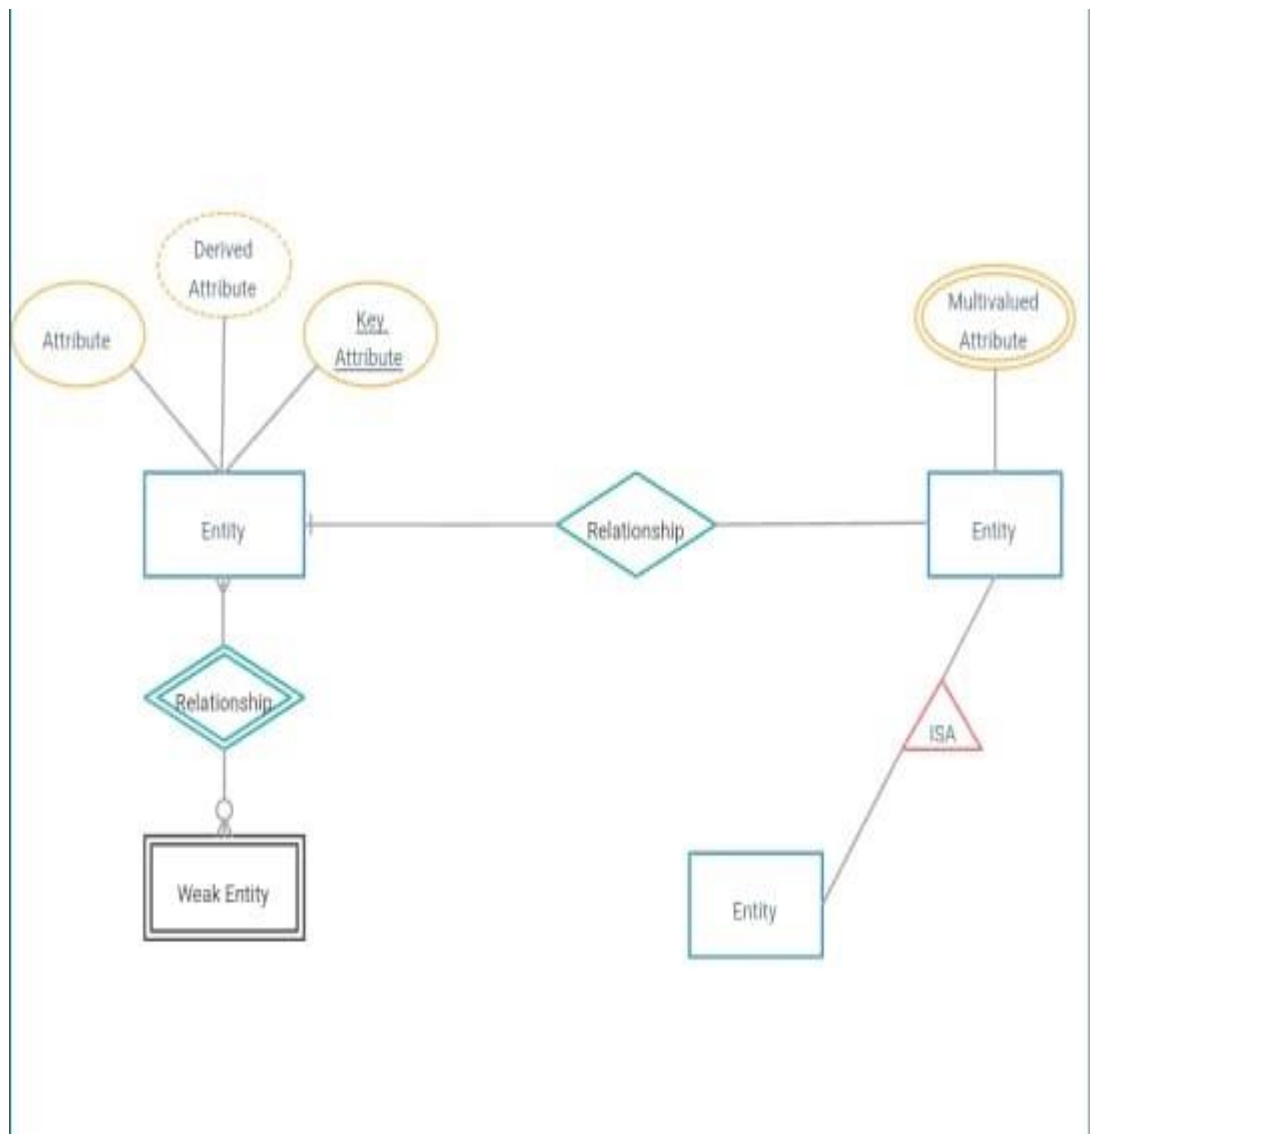 Derived
Attribute
Attribute
Key
Attribute
Multivalued
Attribute
Entity
Relationship
Entity
Relationship
ISA
Weak Entity
Entity